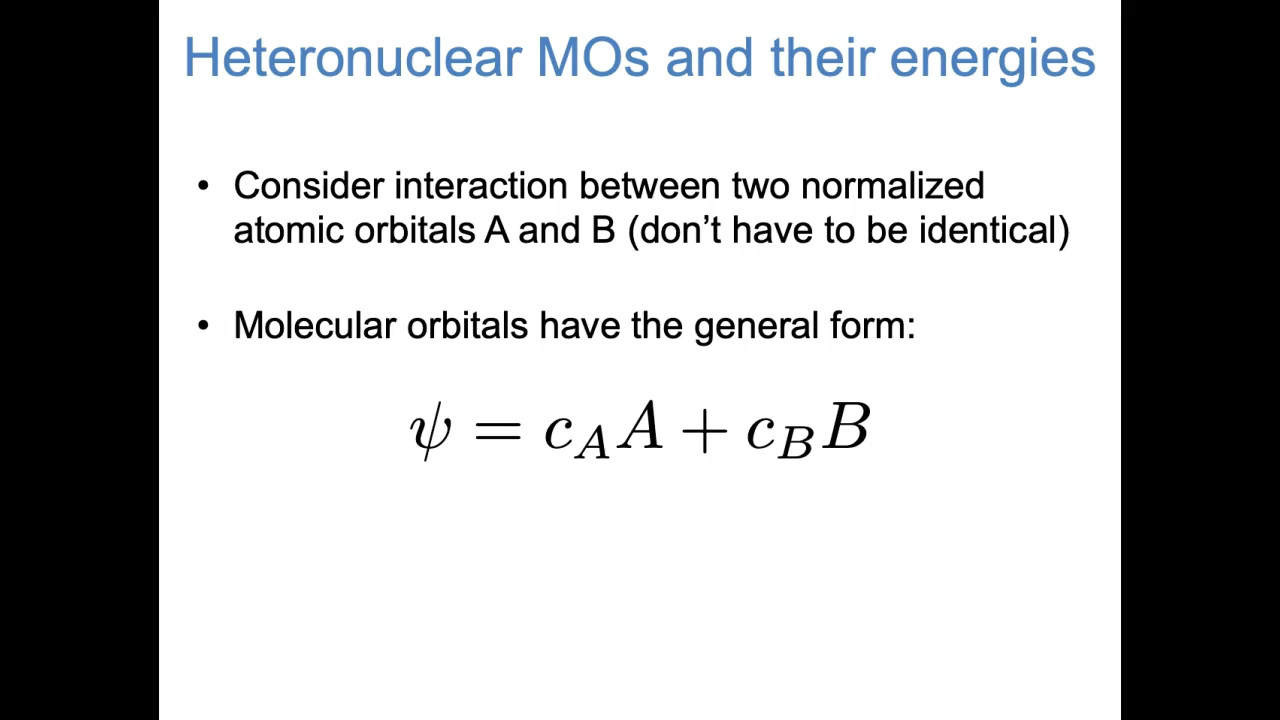 Heteronuclear MOs and their energies
• Consider interaction between two normalized
atomic orbitals A and B (don’t have to be identical)
• Molecular orbitals have the general form:
ψ = c_A A + c_B B